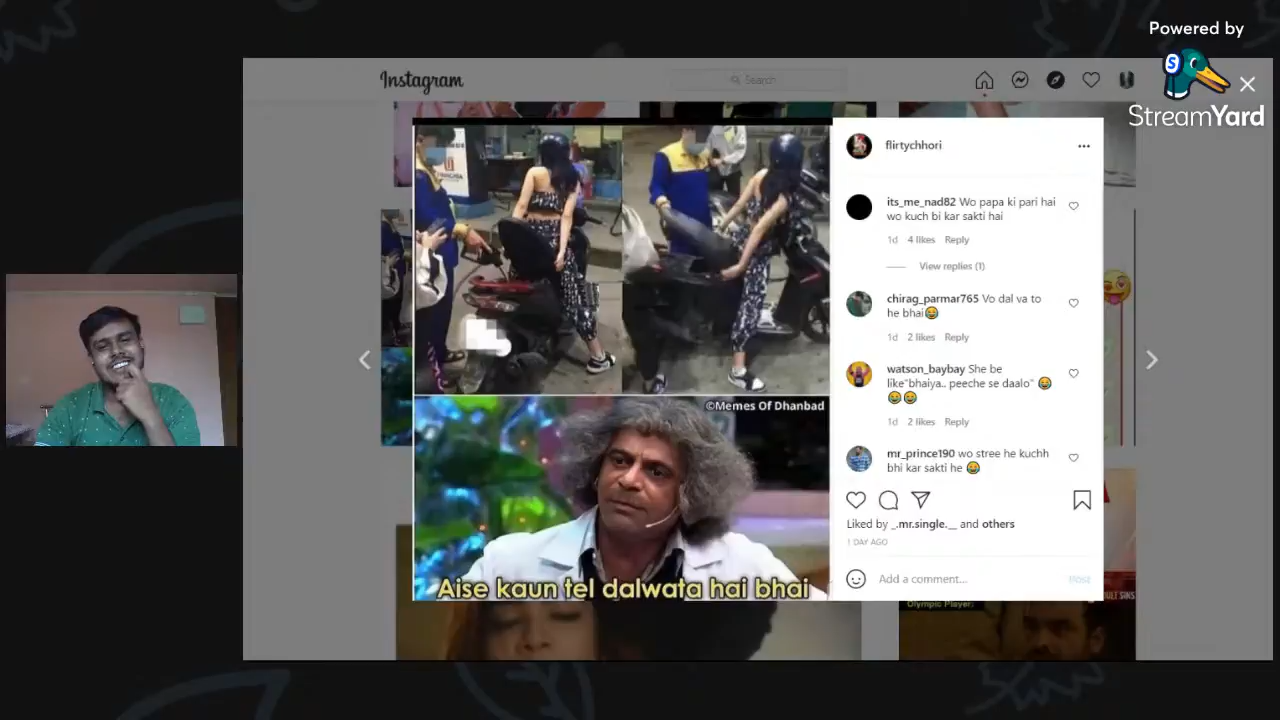 Powered by
S
StreamYard
Instagram
Search
flirtychhori
its_me_nad82 Wo papa ki pari hai
wo kuch bi kar sakti hai
1d 4 likes Reply
View replies (1)
chirag_parmar765 Vo dal va to
he bhai😂
1d 2 likes Reply
watson_baybay She be
like"bhaiya.. peeche se daalo" 😂
😂😂
1d 2 likes Reply
©Memes Of Dhanbad
mr_prince190 wo stree he kuchh
bhi kar sakti he 😂
Liked by _.mr.single.__ and others
1 DAY AGO
Aise kaun tel dalwata hai bhai
Add a comment...
Post
Olympic Player: